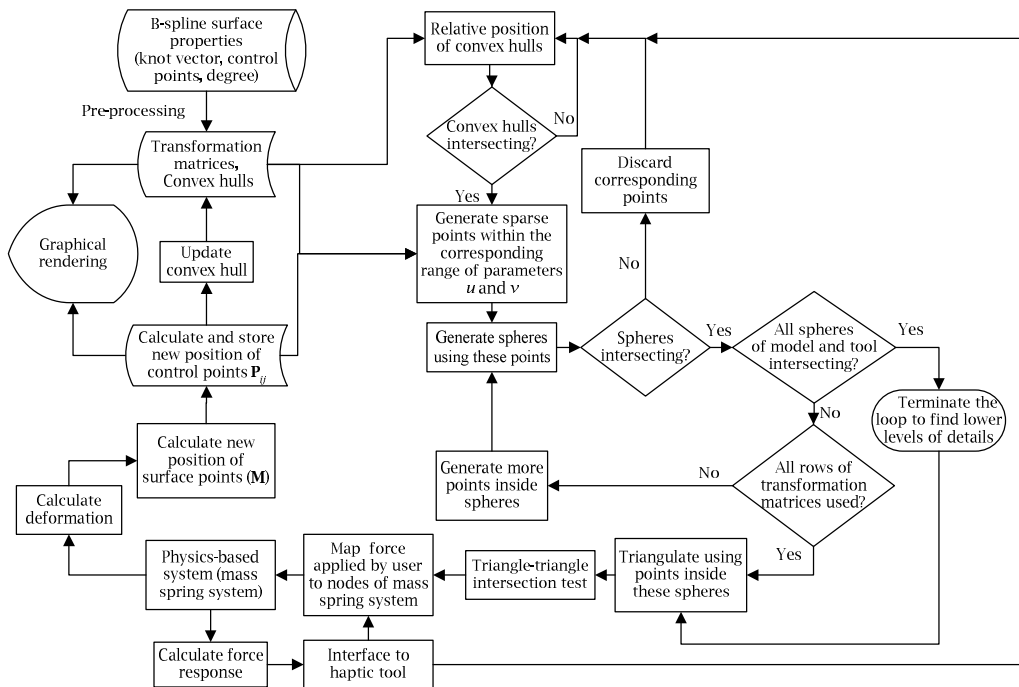 B-spline surface
properties
(knot vector, control
points, degree)
Pre-processing
Transformation
matrices,
Convex hulls
Graphical
rendering
Update
convex hull
Calculate and store
new position of
control points P_ij
Calculate new
position of
surface points (M)
Calculate
deformation
Physics-based
system (mass
spring system)
Calculate force
response
Relative position
of convex hulls
Convex hulls
intersecting?
No
Yes
Generate sparse
points within the
corresponding
range of parameters
u and v
Generate spheres
using these points
Spheres
intersecting?
No
Discard
corresponding
points
Yes
All spheres
of model and tool
intersecting?
Yes
Terminate the
loop to find lower
levels of details
No
All rows of
transformation
matrices used?
No
Generate more
points inside
spheres
Yes
Triangulate using
points inside
these spheres
Triangle-triangle
intersection test
Map force
applied by user
to nodes of mass
spring system
Interface to
haptic tool